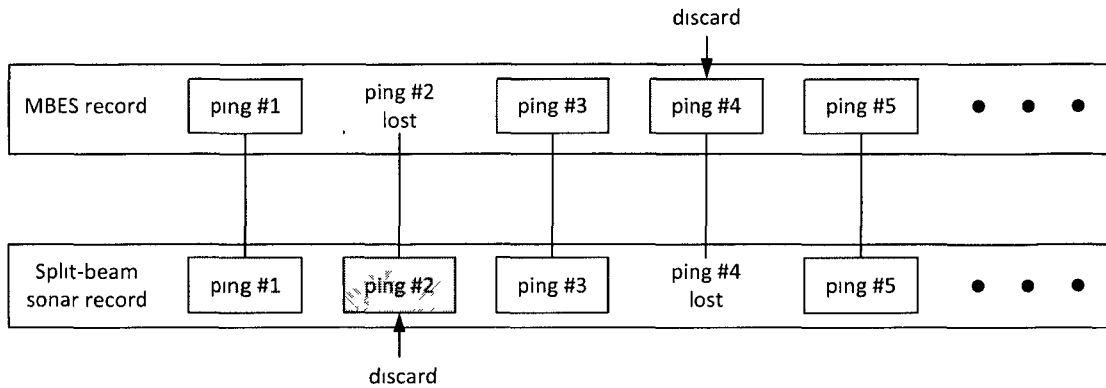 discard
MBES record
ping #1
ping #2
lost
ping #3
ping #4
ping #5
Split-beam
sonar record
ping #1
ping #2
ping #3
ping #4
lost
ping #5
discard